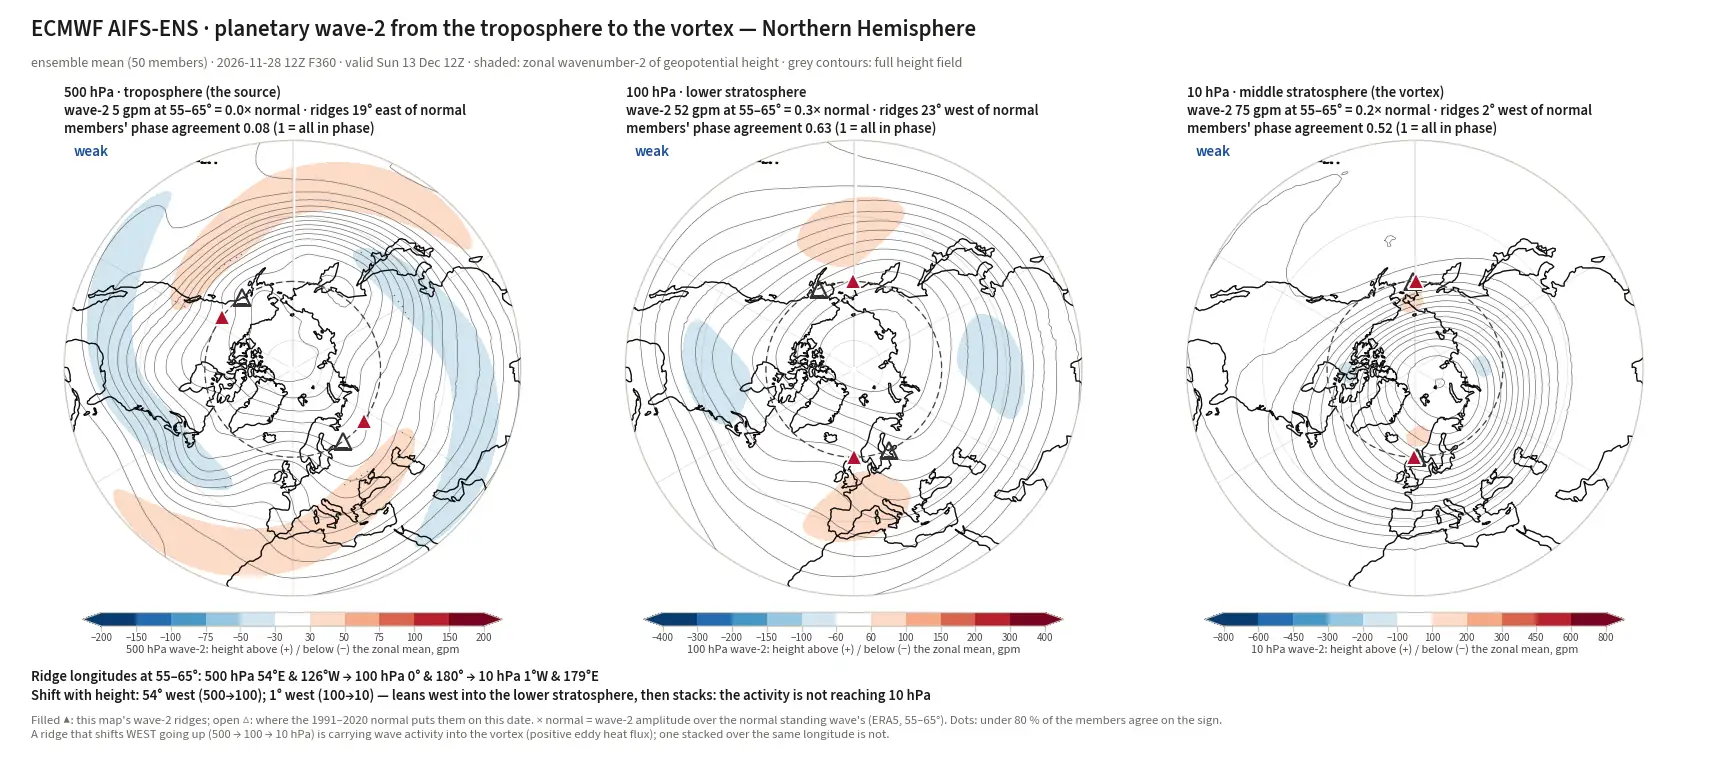 ECMWF AIFS-ENS · planetary wave-2 from the troposphere to the vortex — Northern Hemisphere
ensemble mean (50 members) · 2026-11-28 12Z F360 · valid Sun 13 Dec 12Z · shaded: zonal wavenumber-2 of geopotential height · grey contours: full height field
500 hPa · troposphere (the source)
wave-2 5 gpm at 55–65° = 0.0× normal · ridges 19° east of normal
members' phase agreement 0.08 (1 = all in phase)
weak
100 hPa · lower stratosphere
wave-2 52 gpm at 55–65° = 0.3× normal · ridges 23° west of normal
members' phase agreement 0.63 (1 = all in phase)
weak
10 hPa · middle stratosphere (the vortex)
wave-2 75 gpm at 55–65° = 0.2× normal · ridges 2° west of normal
members' phase agreement 0.52 (1 = all in phase)
weak
−200 −150 −100 −75 −50 −30 30 50 75 100 150 200
500 hPa wave-2: height above (+) / below (−) the zonal mean, gpm
−400 −300 −200 −150 −100 −60 60 100 150 200 300 400
100 hPa wave-2: height above (+) / below (−) the zonal mean, gpm
−800 −600 −450 −300 −200 −100 100 200 300 450 600 800
10 hPa wave-2: height above (+) / below (−) the zonal mean, gpm
Ridge longitudes at 55–65°: 500 hPa 54°E & 126°W → 100 hPa 0° & 180° → 10 hPa 1°W & 179°E
Shift with height: 54° west (500→100); 1° west (100→10) — leans west into the lower stratosphere, then stacks: the activity is not reaching 10 hPa
Filled ▲: this map's wave-2 ridges; open △: where the 1991–2020 normal puts them on this date. × normal = wave-2 amplitude over the normal standing wave's (ERA5, 55–65°). Dots: under 80 % of the members agree on the sign.
A ridge that shifts WEST going up (500 → 100 → 10 hPa) is carrying wave activity into the vortex (positive eddy heat flux); one stacked over the same longitude is not.